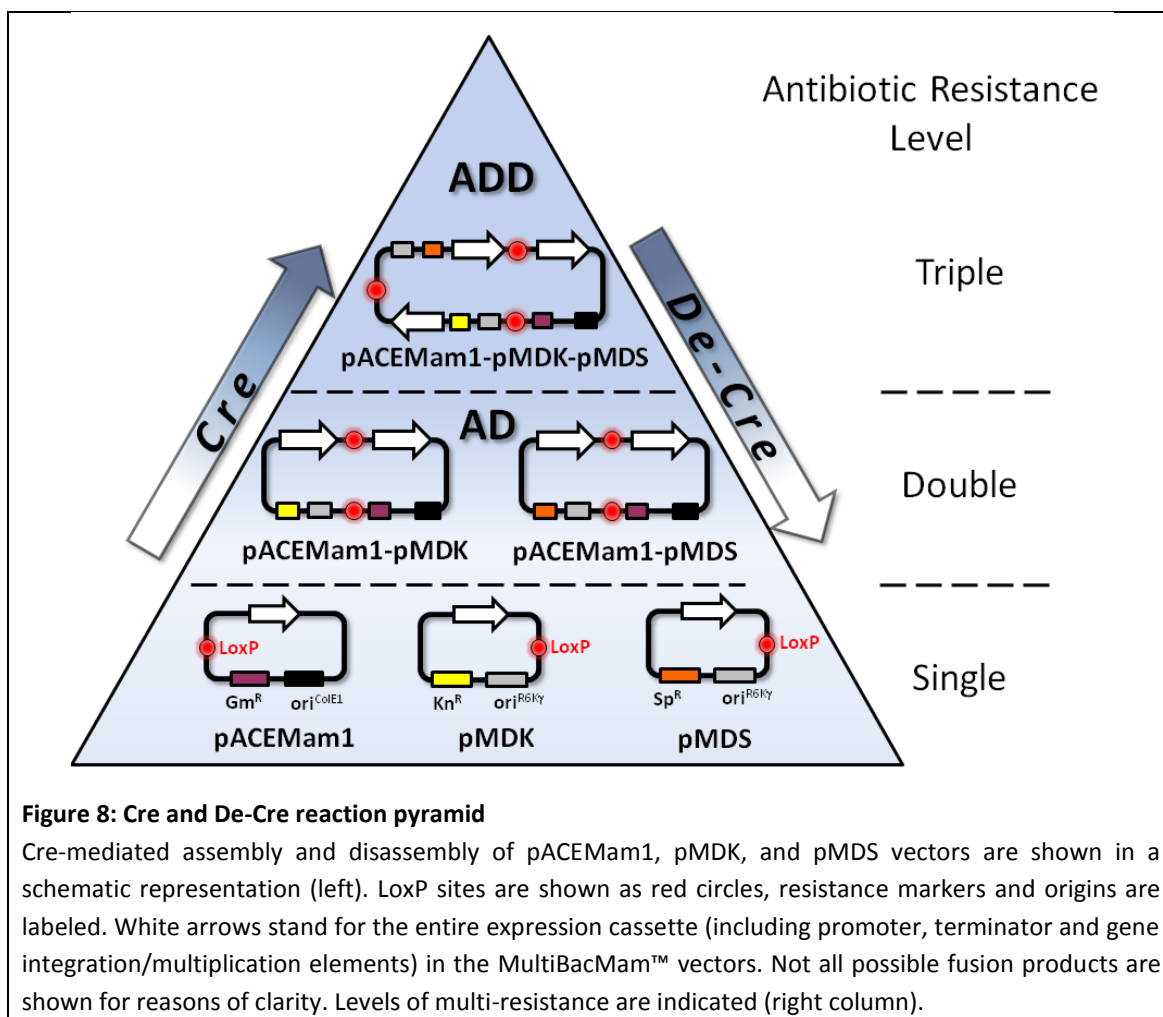 Antibiotic Resistance
Level
ADD
Cre
De-Cre
Triple
pACEMam1-pMDK-pMDS
AD
Double
pACEMam1-pMDK
pACEMam1-pMDS
LoxP
LoxP
LoxP
Single
Gmᴿ
oriᶜᵒˡᴱ¹
Knᴿ
oriᴿ⁶ᴷᵞ
Spᴿ
oriᴿ⁶ᴷᵞ
pACEMam1
pMDK
pMDS
Figure 8: Cre and De-Cre reaction pyramid
Cre-mediated assembly and disassembly of pACEMam1, pMDK, and pMDS vectors are shown in a
schematic representation (left). LoxP sites are shown as red circles, resistance markers and origins are
labeled. White arrows stand for the entire expression cassette (including promoter, terminator and gene
integration/multiplication elements) in the MultiBacMam™ vectors. Not all possible fusion products are
shown for reasons of clarity. Levels of multi-resistance are indicated (right column).